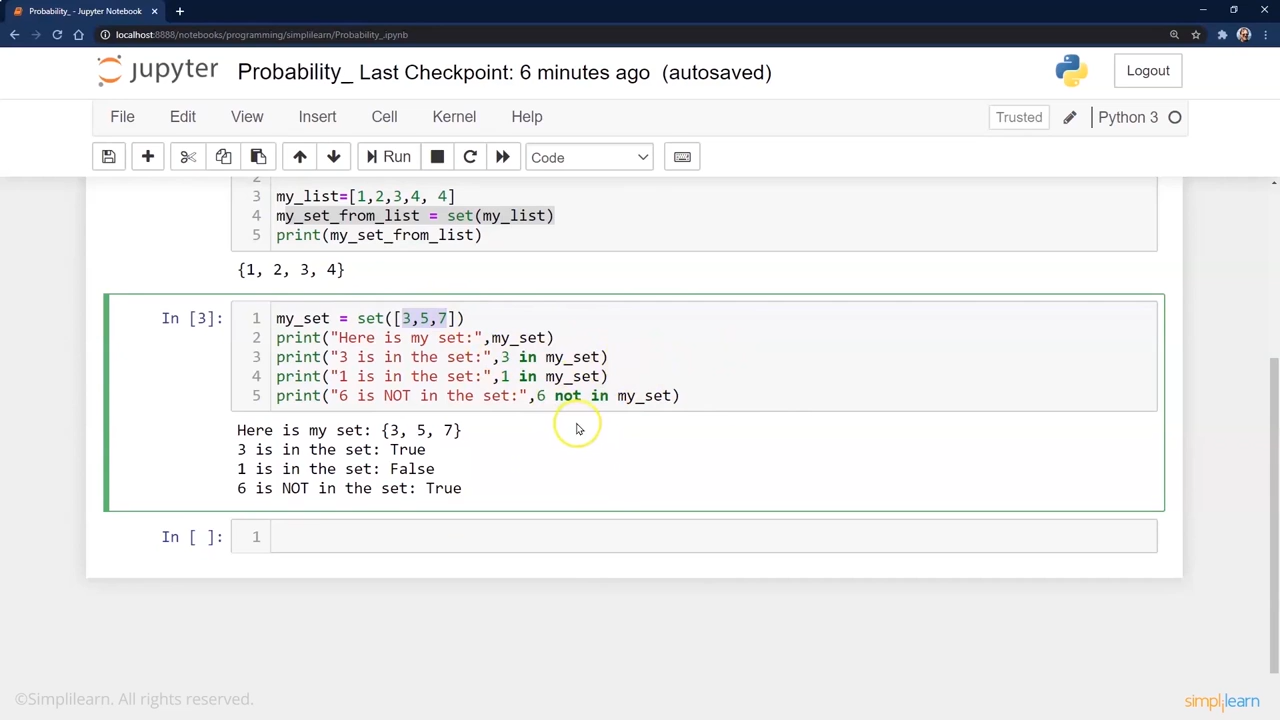 Probability_ - Jupyter Notebook
localhost:8888/notebooks/programming/simplilearn/Probability_.ipynb
jupyter Probability_ Last Checkpoint: 6 minutes ago (autosaved) Logout
File Edit View Insert Cell Kernel Help Trusted Python 3
Run Code
2
3 my_list=[1,2,3,4, 4]
4 my_set_from_list = set(my_list)
5 print(my_set_from_list)
{1, 2, 3, 4}
In [3]: 1 my_set = set([3,5,7])
2 print("Here is my set:",my_set)
3 print("3 is in the set:",3 in my_set)
4 print("1 is in the set:",1 in my_set)
5 print("6 is NOT in the set:",6 not in my_set)
Here is my set: {3, 5, 7}
3 is in the set: True
1 is in the set: False
6 is NOT in the set: True
In [ ]: 1
©Simplilearn. All rights reserved.
simplilearn